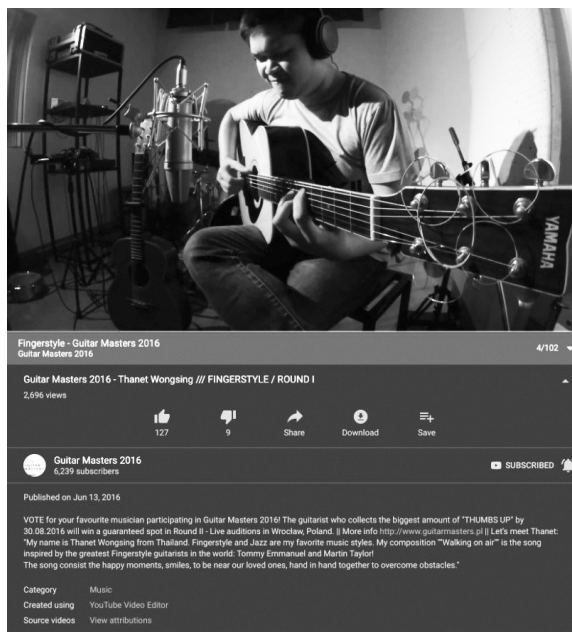 YAMAHA
Fingerstyle - Guitar Masters 2016
Guitar Masters 2016
4/102
Guitar Masters 2016 - Thanet Wongsing /// FINGERSTYLE / ROUND I
2,696 views
127
9
Share
Download
Save
Guitar Masters 2016
6,239 subscribers
SUBSCRIBED
Published on Jun 13, 2016
VOTE for your favourite musician participating in Guitar Masters 2016! The guitarist who collects the biggest amount of "THUMBS UP" by
30.08.2016 will win a guaranteed spot in Round II - Live auditions in Wrocław, Poland. || More info http://www.guitarmasters.pl || Let's meet Thanet:
"My name is Thanet Wongsing from Thailand. Fingerstyle and Jazz are my favorite music styles. My composition '"Walking on air'" is the song
inspired by the greatest Fingerstyle guitarists in the world: Tommy Emmanuel and Martin Taylor!
The song consist the happy moments, smiles, to be near our loved ones, hand in hand together to overcome obstacles."
Category Music
Created using YouTube Video Editor
Source videos View attributions